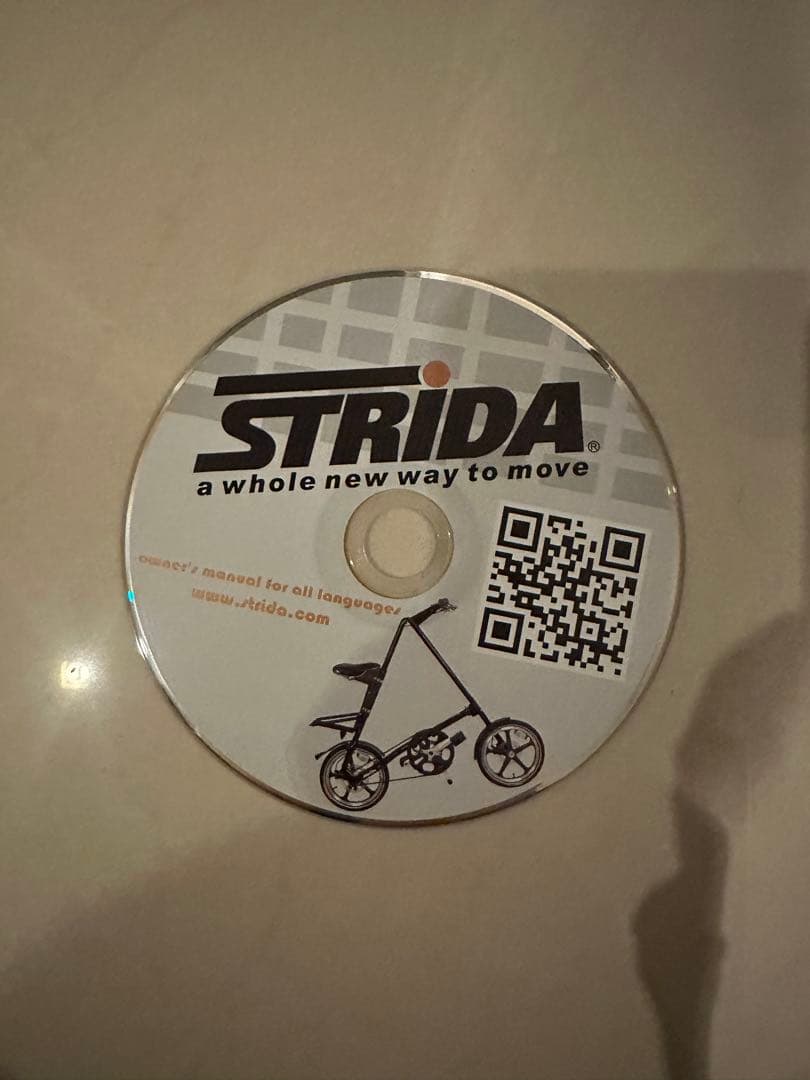 STRiDA®
a whole new way to move
owner's manual for all languages
www.strida.com